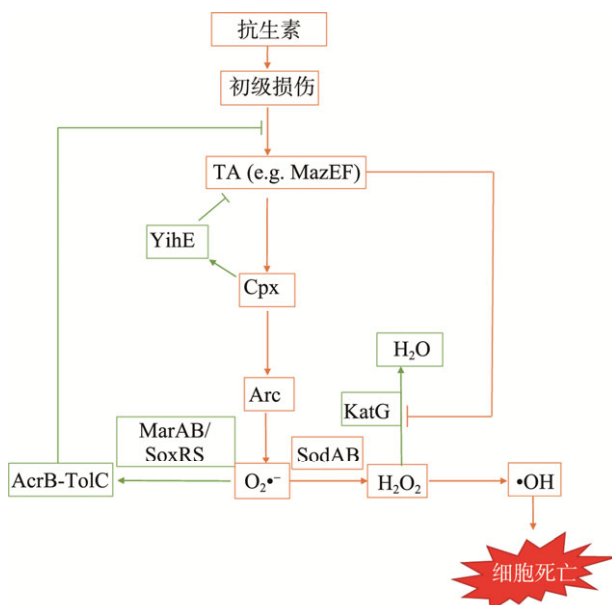 抗生素
初级损伤
TA (e.g. MazEF)
YihE
Cpx
H₂O
Arc
KatG
MarAB/
SoxRS
SodAB
AcrB-TolC
O₂•⁻
H₂O₂
•OH
细胞死亡